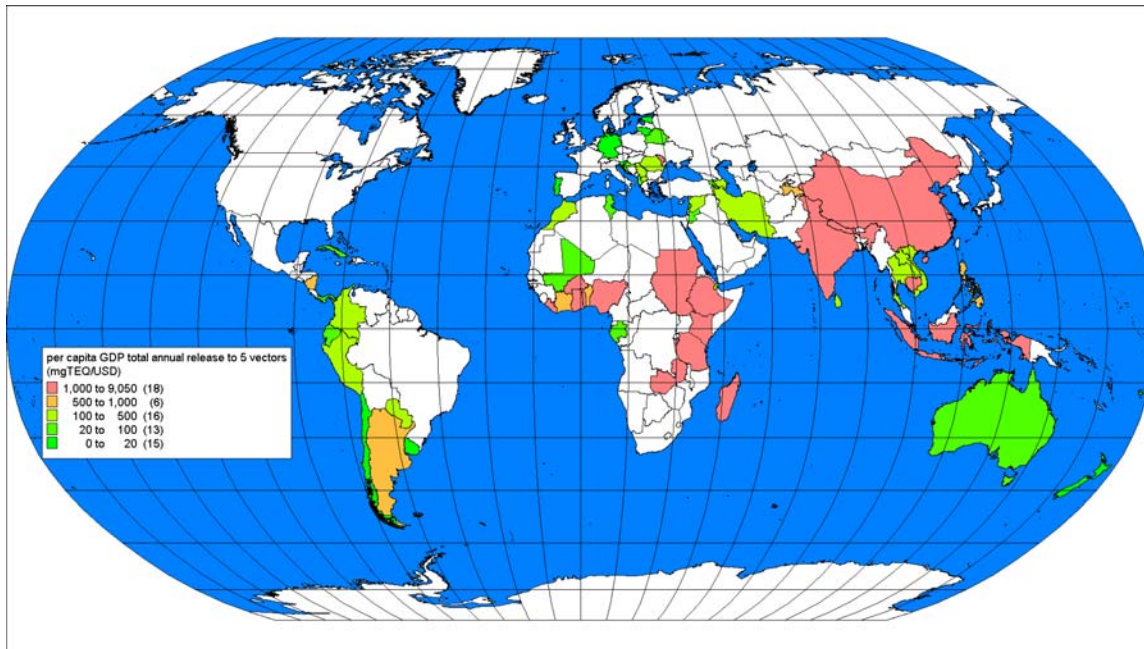 per capita GDP total annual release to 5 vectors
(mgTEQ/USD)
1,000 to 9,050 (18)
500 to 1,000 (6)
100 to 500 (16)
20 to 100 (13)
0 to 20 (15)